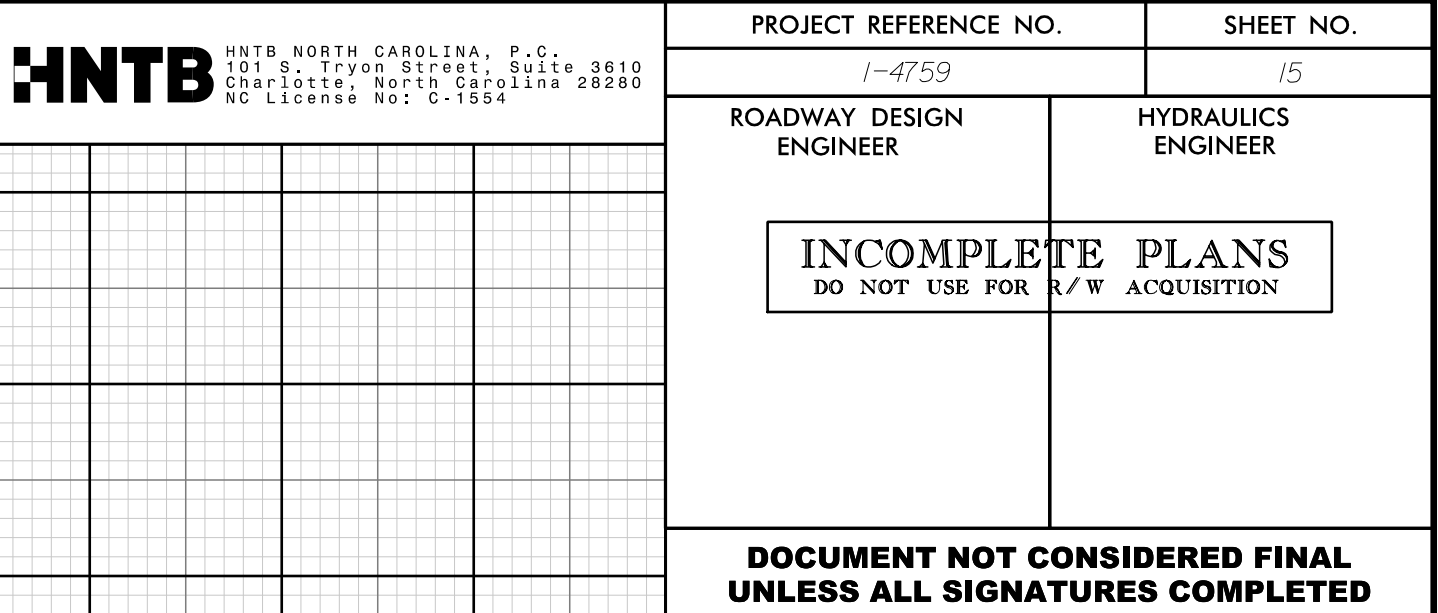 HNTB
HNTB NORTH CAROLINA, P.C.
101 S. Tryon Street, Suite 3610
Charlotte, North Carolina 28280
NC License No: C-1554
PROJECT REFERENCE NO.
SHEET NO.
I-4759
15
ROADWAY DESIGN
ENGINEER
HYDRAULICS
ENGINEER
INCOMPLETE PLANS
DO NOT USE FOR R/W ACQUISITION
DOCUMENT NOT CONSIDERED FINAL
UNLESS ALL SIGNATURES COMPLETED